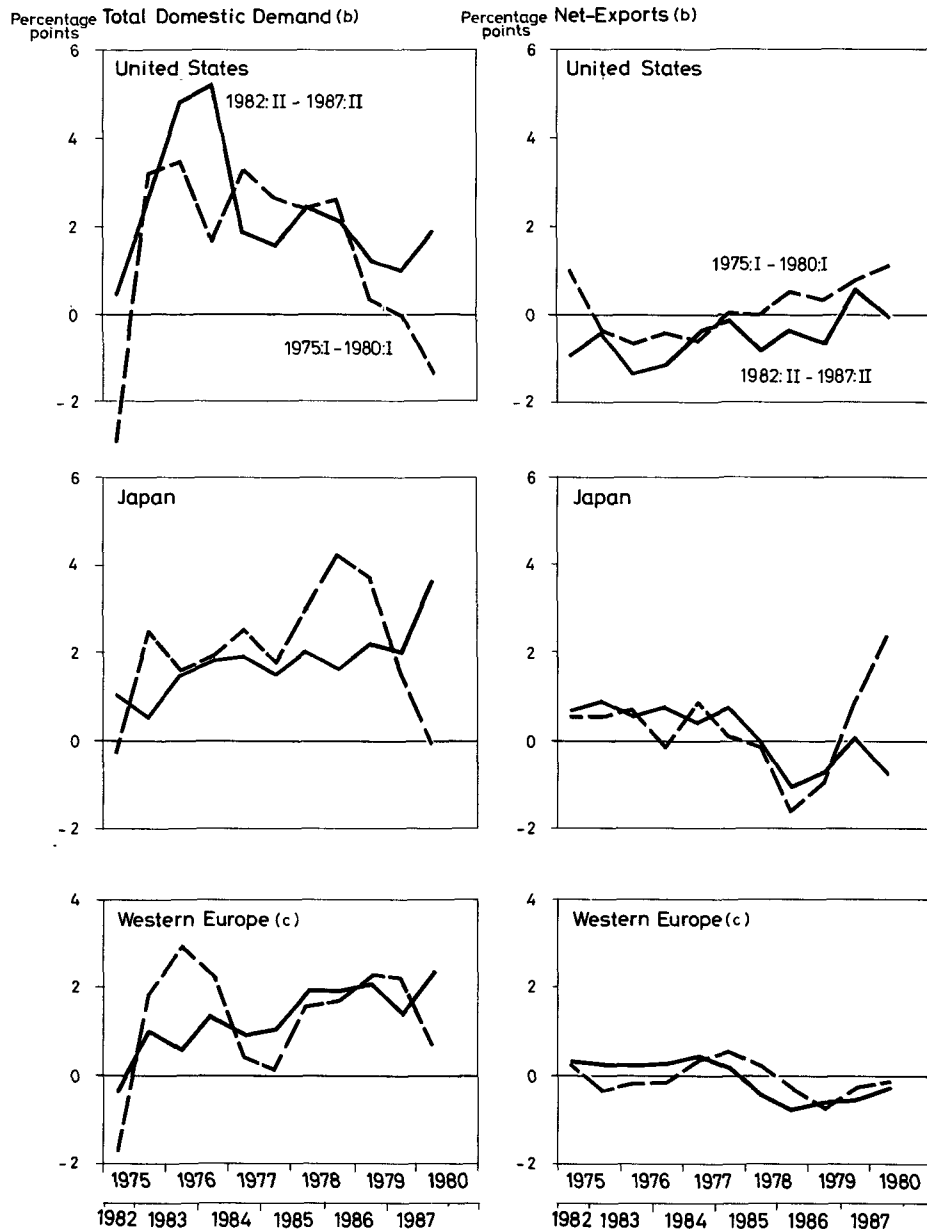 Percentage points Total Domestic Demand (b)
6
United States
1982:II - 1987:II
4
2
0
1975:I - 1980:I
- 2
6
Japan
4
2
0
- 2
4
Western Europe (c)
2
0
- 2
1975 1976 1977 1978 1979 1980
1982 1983 1984 1985 1986 1987
Percentage points Net-Exports (b)
6
United States
4
2
1975:I - 1980:I
0
1982:II - 1987:II
- 2
6
Japan
4
2
0
- 2
4
Western Europe (c)
2
0
- 2
1975 1976 1977 1978 1979 1980
1982 1983 1984 1985 1986 1987